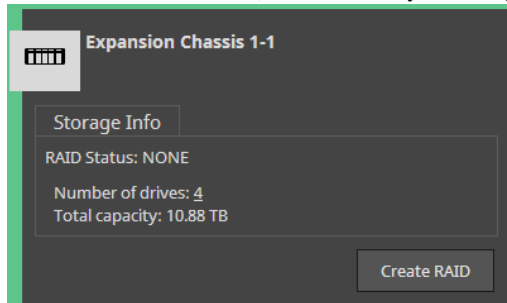 Expansion Chassis 1-1
Storage Info
RAID Status: NONE
Number of drives: 4
Total capacity: 10.88 TB
Create RAID